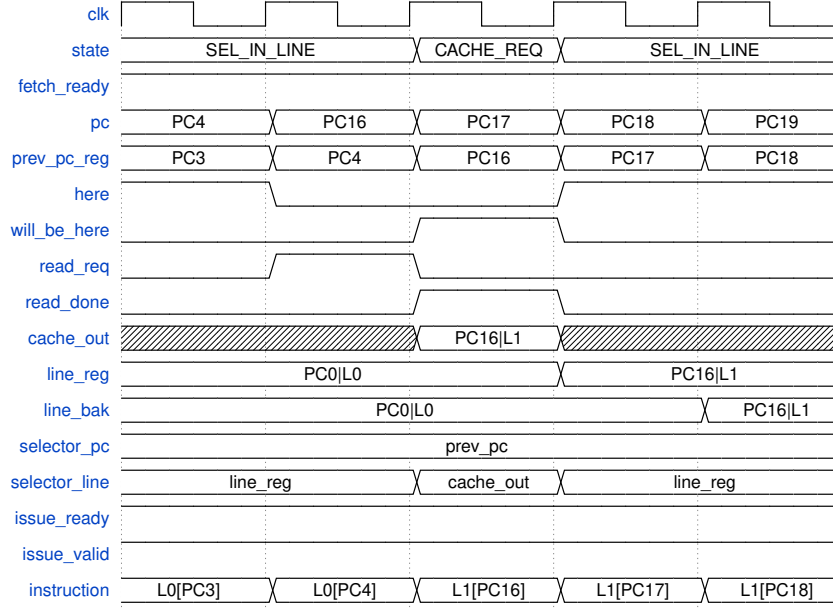 clk
state SEL_IN_LINE CACHE_REQ SEL_IN_LINE
fetch_ready
pc PC4 PC16 PC17 PC18 PC19
prev_pc_reg PC3 PC4 PC16 PC17 PC18
here
will_be_here
read_req
read_done
cache_out PC16|L1
line_reg PC0|L0 PC16|L1
line_bak PC0|L0 PC16|L1
selector_pc prev_pc
selector_line line_reg cache_out line_reg
issue_ready
issue_valid
instruction L0[PC3] L0[PC4] L1[PC16] L1[PC17] L1[PC18]